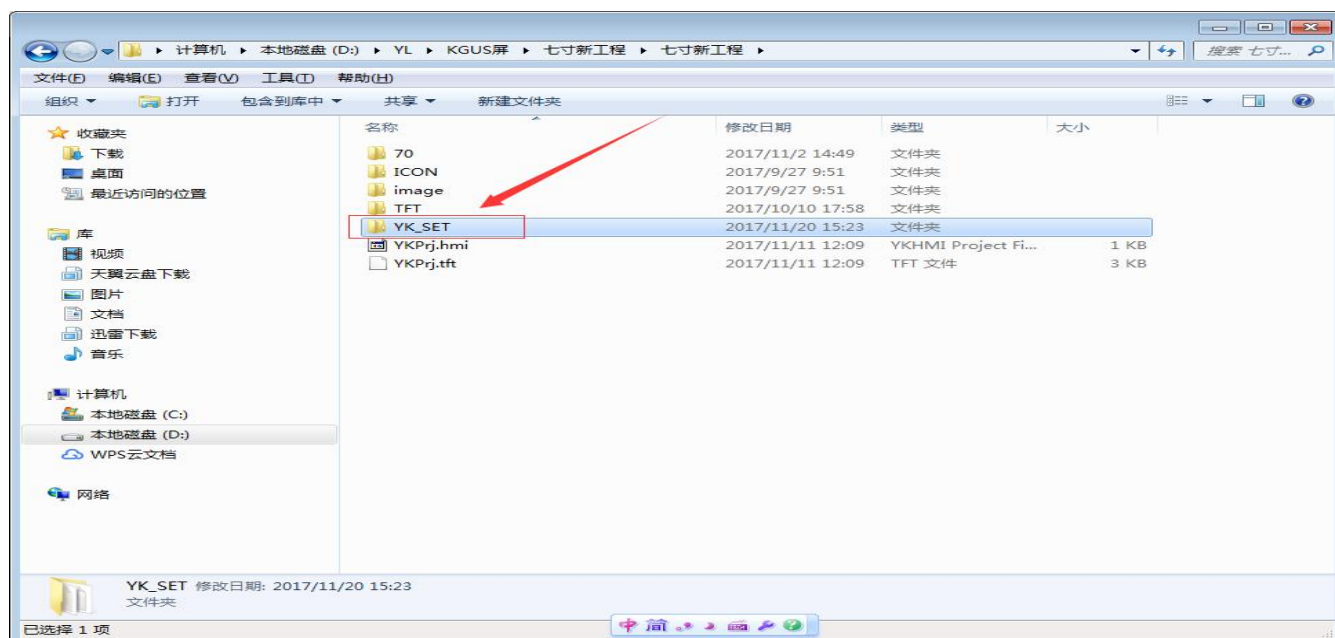 计算机 本地磁盘 (D:) YL KGUS屏 七寸新工程 七寸新工程 搜索 七寸...
文件(F) 编辑(E) 查看(V) 工具(T) 帮助(H)
组织 打开 包含到库中 共享 新建文件夹
收藏夹
下载
桌面
最近访问的位置
库
视频
天翼云盘下载
图片
文档
迅雷下载
音乐
计算机
本地磁盘 (C:)
本地磁盘 (D:)
WPS云文档
网络
名称 修改日期 类型 大小
70 2017/11/2 14:49 文件夹
ICON 2017/9/27 9:51 文件夹
image 2017/9/27 9:51 文件夹
TFT 2017/10/10 17:58 文件夹
YK_SET 2017/11/20 15:23 文件夹
YKPrj.hmi 2017/11/11 12:09 YKHMI Project Fi... 1 KB
YKPrj.tft 2017/11/11 12:09 TFT 文件 3 KB
YK_SET 修改日期: 2017/11/20 15:23
文件夹
已选择 1 项
中 简